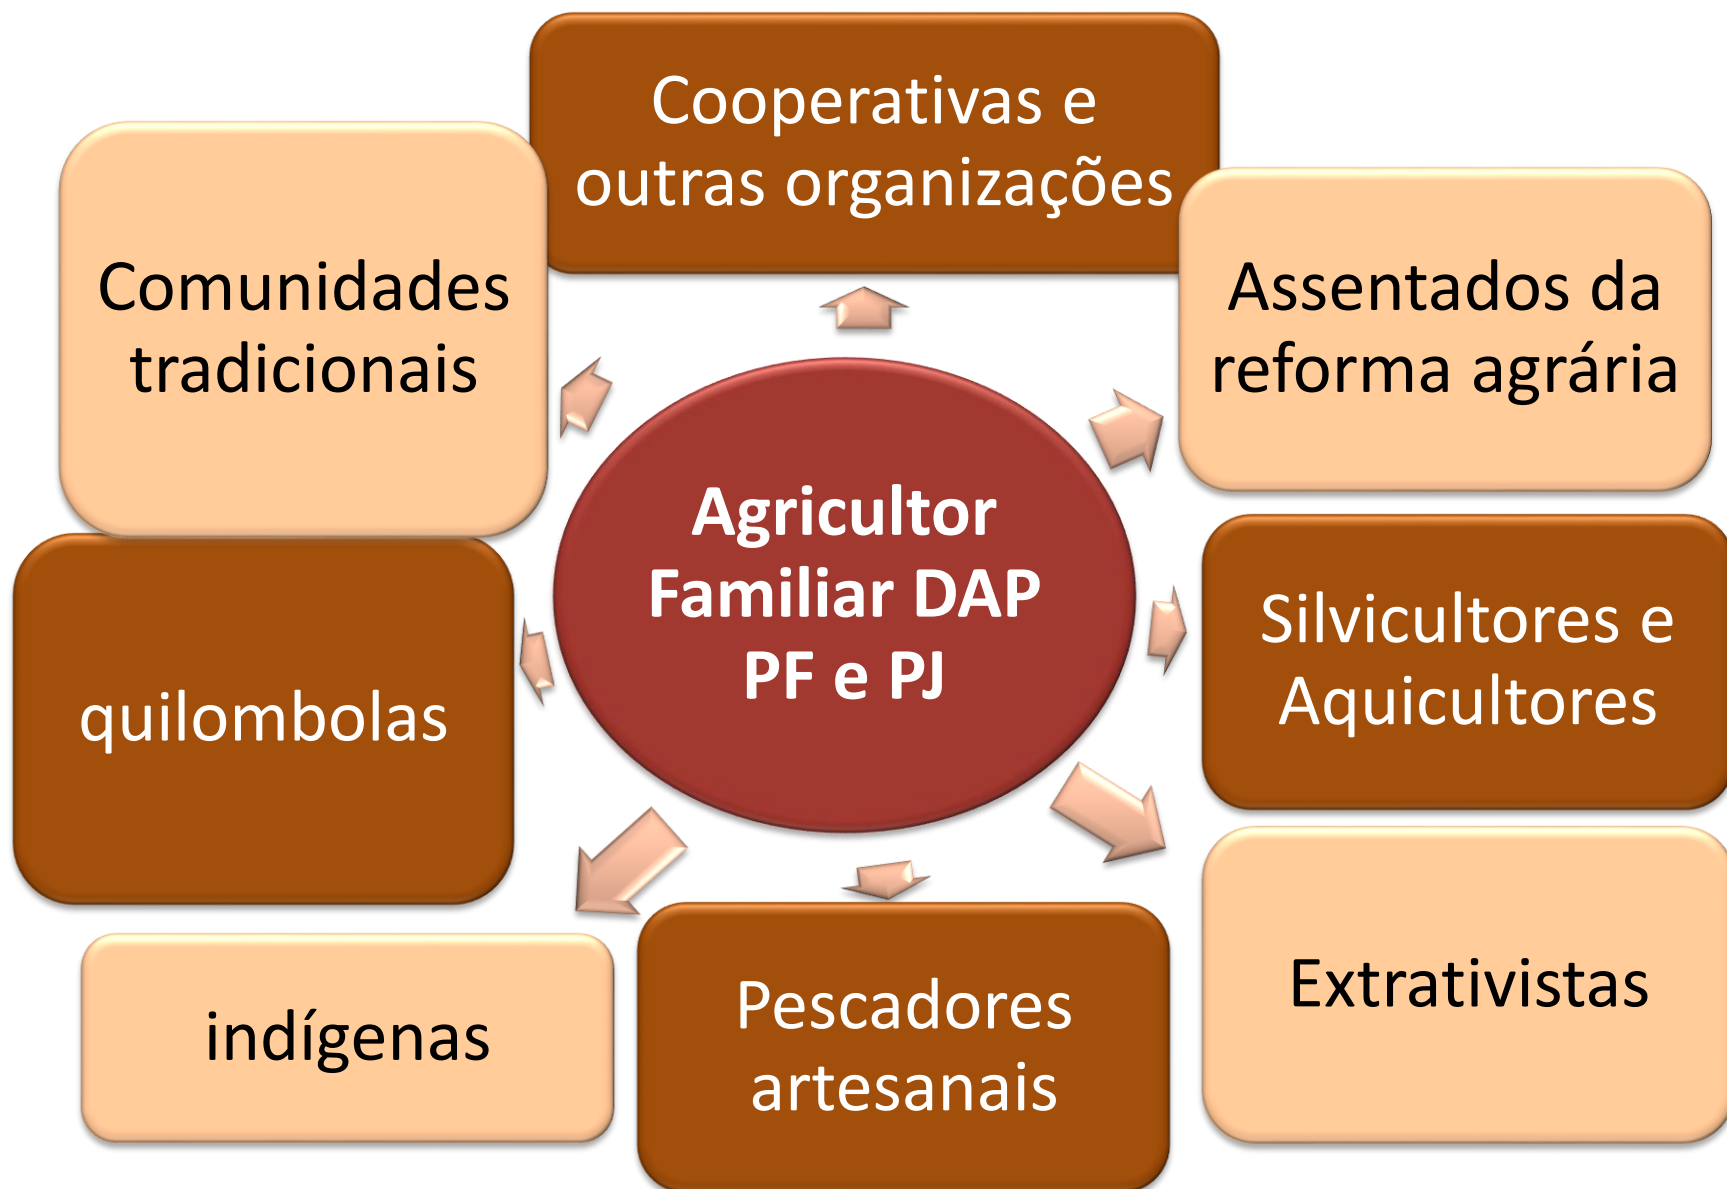 Cooperativas e
outras organizações
Comunidades
tradicionais
Assentados da
reforma agrária
Agricultor
Familiar DAP
PF e PJ
Silvicultores e
Aquicultores
quilombolas
Extrativistas
Pescadores
artesanais
indígenas